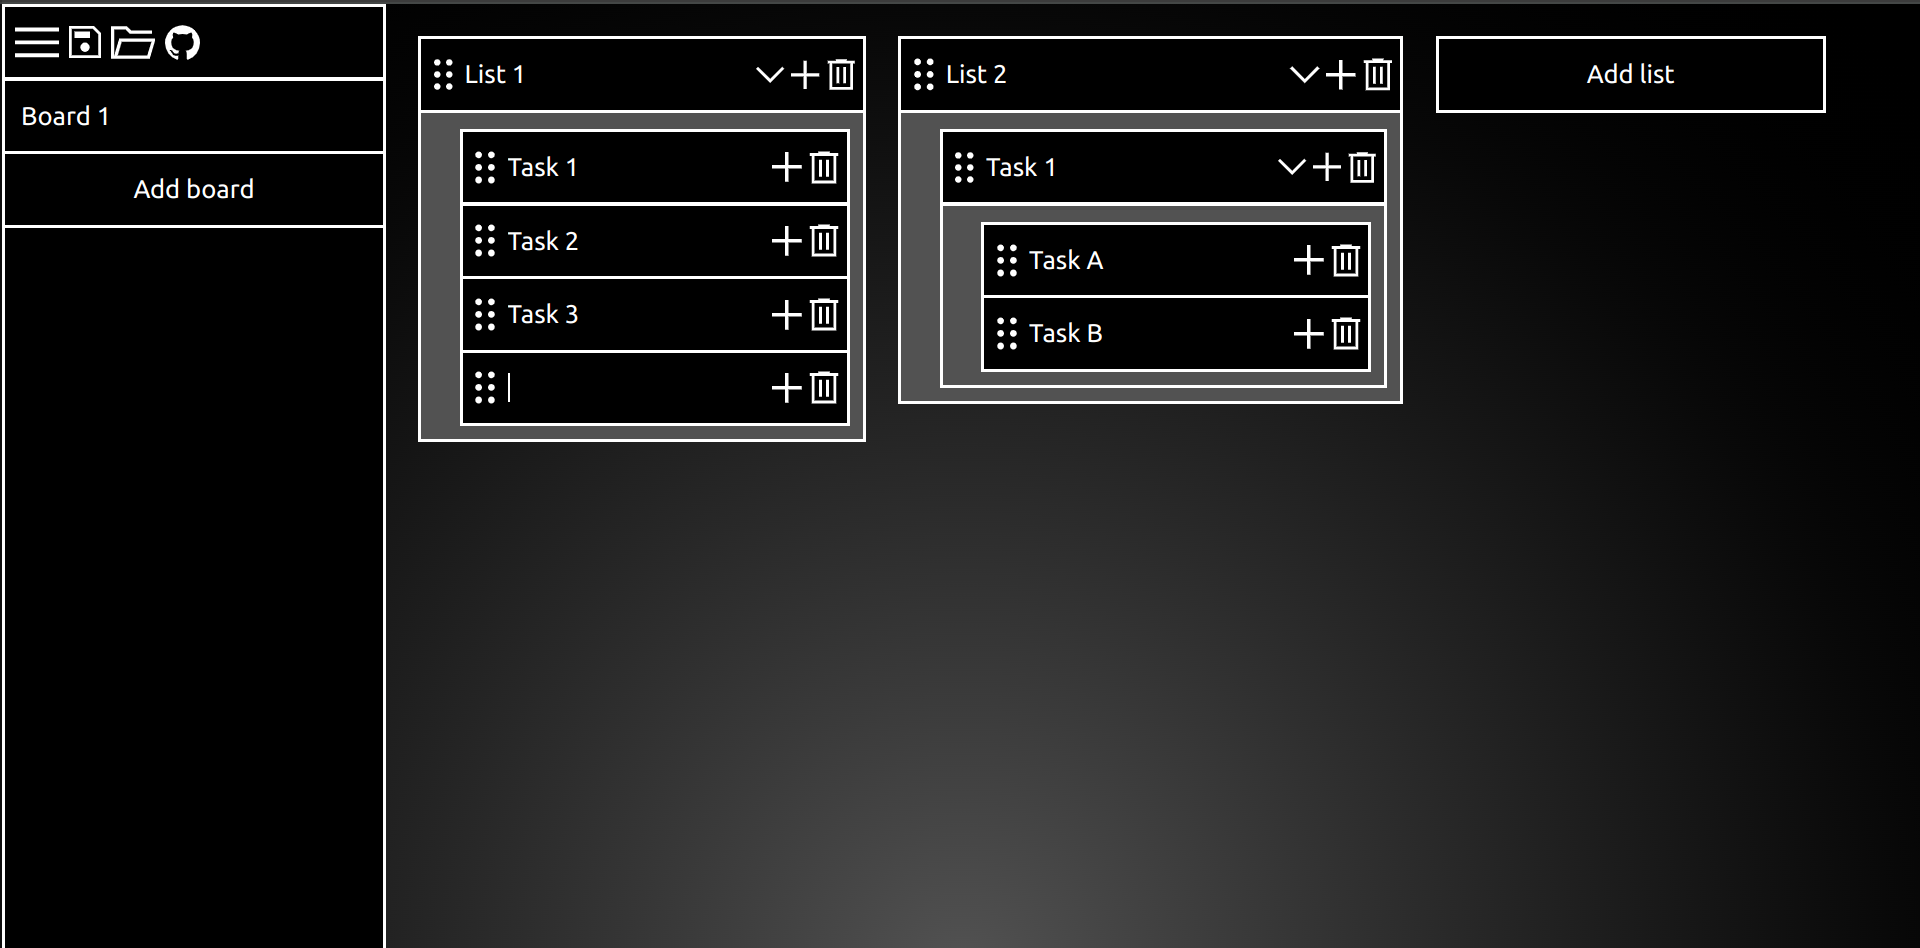 Board 1
Add board
List 1
Task 1
Task 2
Task 3
List 2
Task 1
Task A
Task B
Add list